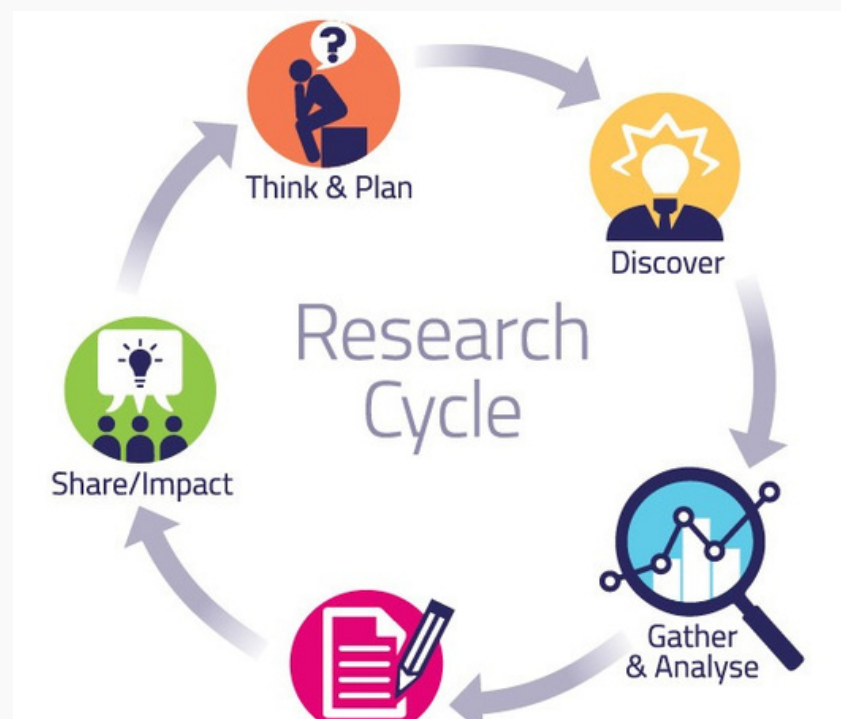 ?
Think & Plan
Discover
Research
Cycle
Share/Impact
Gather
& Analyse